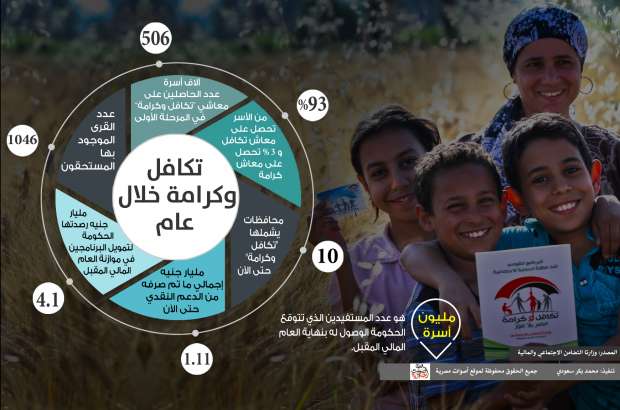 تكافل
وكرامة خلال
عام
506
آلاف أسرة
عدد الحاصلين على
معاشي "تكافل وكرامة"
في المرحلة الأولى
%93
من الأسر
تحصل على
معاش تكافل
و 3 % تحصل
على معاش
كرامة
10
محافظات
يشملها
"تكافل
وكرامة"
حتى الآن
1.11
مليار جنيه
إجمالي ما تم صرفه
من الدعم النقدي
حتى الآن
4.1
مليار
جنيه رصدتها
الحكومة
لتمويل البرنامجين
في موازنة العام
المالي المقبل
1046
عدد
القرى
الموجود
بها
المستحقون
مليون
أسرة
هو عدد المستفيدين الذي تتوقع
الحكومة الوصول له بنهاية العام
المالي المقبل.
تكافل و كرامة
المصدر: وزارتا التضامن الاجتماعي والمالية
تنفيذ: محمد بكر سعودي
جميع الحقوق محفوظة لموقع أصوات مصرية